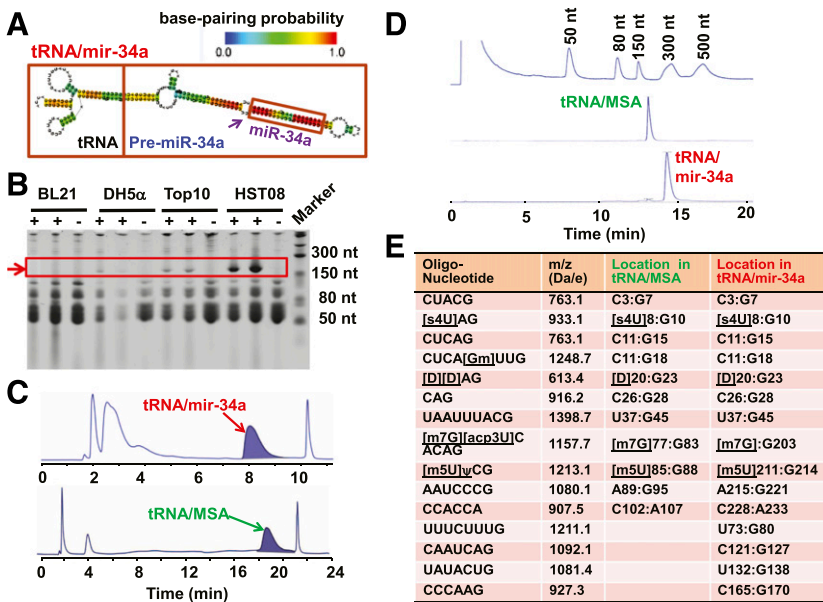 A
base-pairing probability
0.0 1.0
tRNA/mir-34a
tRNA
Pre-miR-34a
miR-34a
B
BL21 DH5α Top10 HST08 Marker
+ + - + + - + + - + + -
300 nt
150 nt
80 nt
50 nt
C
tRNA/mir-34a
0 2 4 6 8 10
tRNA/MSA
0 4 8 12 16 20 24
Time (min)
D
50 nt 80 nt 150 nt 300 nt 500 nt
tRNA/MSA
tRNA/
mir-34a
0 5 10 15 20
Time (min)
E
Oligo-
Nucleotide
m/z
(Da/e)
Location in
tRNA/MSA
Location in
tRNA/mir-34a
CUACG 763.1 C3:G7 C3:G7
[s4U]AG 933.1 [s4U]8:G10 [s4U]8:G10
CUCAG 763.1 C11:G15 C11:G15
CUCA[Gm]UUG 1248.7 C11:G18 C11:G18
[D][D]AG 613.4 [D]20:G23 [D]20:G23
CAG 916.2 C26:G28 C26:G28
UAAUUUACG 1398.7 U37:G45 U37:G45
[m7G][acp3U]C
ACAG
1157.7 [m7G]77:G83 [m7G]:G203
[m5U]ψCG 1213.1 [m5U]85:G88 [m5U]211:G214
AAUCCCG 1080.1 A89:G95 A215:G221
CCACCA 907.5 C102:A107 C228:A233
UUUCUUUG 1211.1 U73:G80
CAAUCAG 1092.1 C121:G127
UAUACUG 1081.4 U132:G138
CCCAAG 927.3 C165:G170